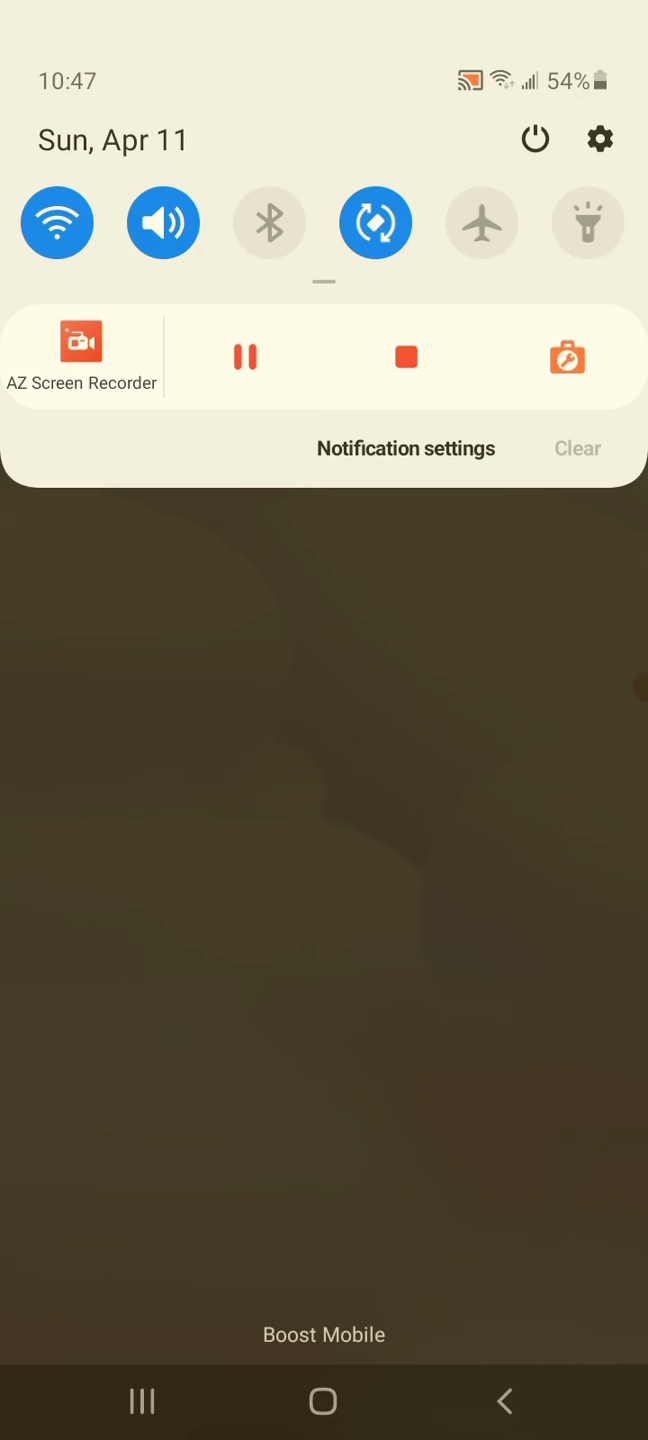 10:47
54%
Sun, Apr 11
AZ Screen Recorder
Notification settings
Clear
Boost Mobile